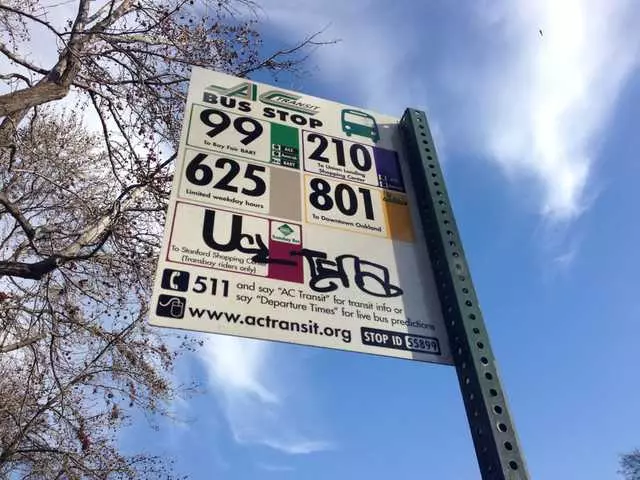 AC TRANSIT
BUS STOP
99
To Bay Fair BART
210
To Union Landing
Shopping Center
625
Limited weekday hours
801
To Downtown Oakland
U
Transbay Bus
To Stanford Shopping
(Transbay riders only)
511 and say "AC Transit" for transit info or
say "Departure Times" for live bus predictions
www.actransit.org
STOP ID 55899